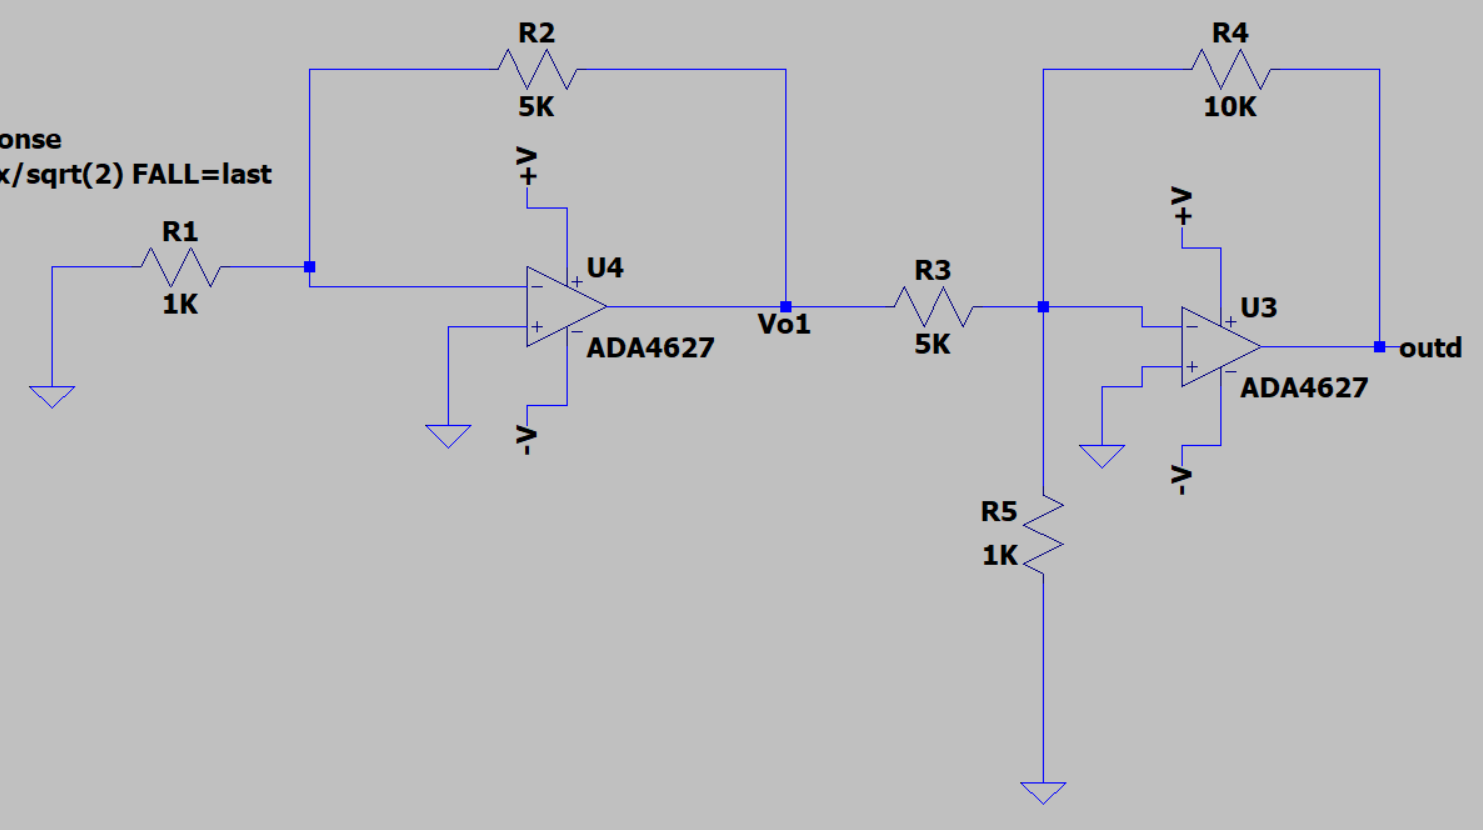 R2
5K
R4
10K
onse
x/sqrt(2) FALL=last
+V
+V
R1
1K
U4
ADA4627
-V
Vo1
R3
5K
U3
ADA4627
-V
outd
R5
1K